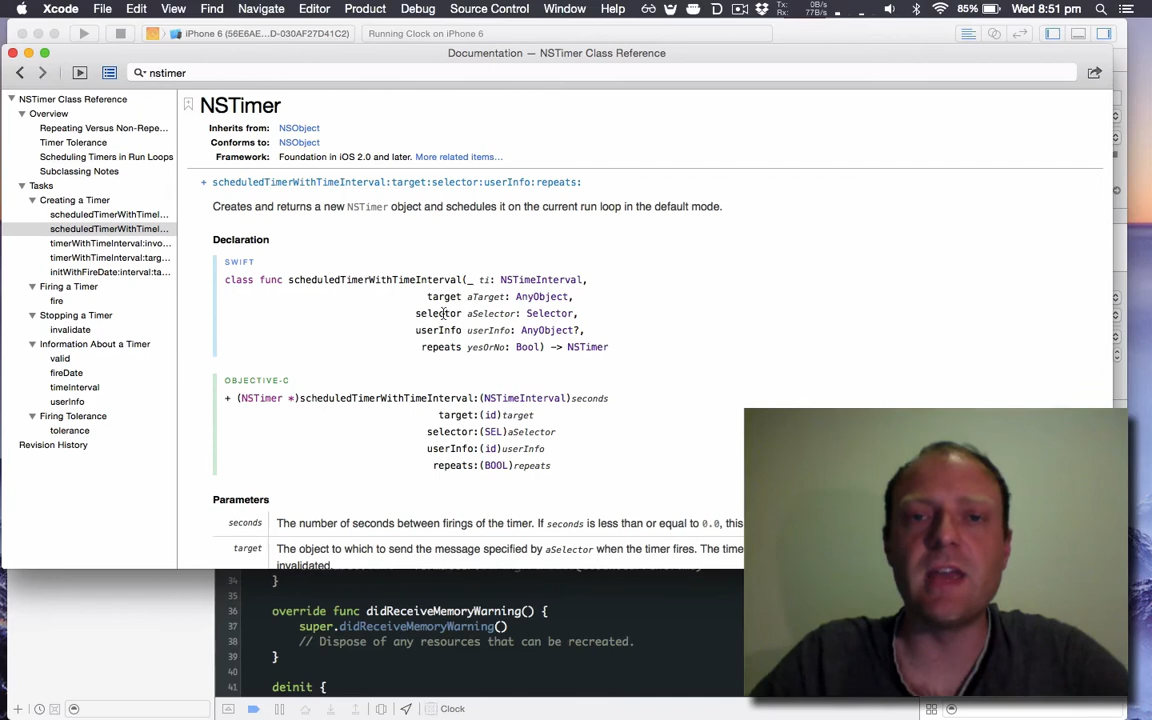 Xcode File Edit View Find Navigate Editor Product Debug Source Control Window Help Tx: 0B/s Rx: 77B/s 85% Wed 8:51 pm
iPhone 6 (56E6AE...D-030AF27D41C2) Running Clock on iPhone 6
Documentation — NSTimer Class Reference
nstimer
NSTimer Class Reference
Overview
Repeating Versus Non-Repe...
Timer Tolerance
Scheduling Timers in Run Loops
Subclassing Notes
Tasks
Creating a Timer
scheduledTimerWithTimeI...
scheduledTimerWithTimeI...
timerWithTimeInterval:invo...
timerWithTimeInterval:targ...
initWithFireDate:interval:ta...
Firing a Timer
fire
Stopping a Timer
invalidate
Information About a Timer
valid
fireDate
timeInterval
userInfo
Firing Tolerance
tolerance
Revision History
NSTimer
Inherits from: NSObject
Conforms to: NSObject
Framework: Foundation in iOS 2.0 and later. More related items...
+ scheduledTimerWithTimeInterval:target:selector:userInfo:repeats:
Creates and returns a new NSTimer object and schedules it on the current run loop in the default mode.
Declaration
SWIFT
class func scheduledTimerWithTimeInterval(_ ti: NSTimeInterval,
target aTarget: AnyObject,
selector aSelector: Selector,
userInfo userInfo: AnyObject?,
repeats yesOrNo: Bool) -> NSTimer
OBJECTIVE-C
+ (NSTimer *)scheduledTimerWithTimeInterval:(NSTimeInterval)seconds
target:(id)target
selector:(SEL)aSelector
userInfo:(id)userInfo
repeats:(BOOL)repeats
Parameters
seconds The number of seconds between firings of the timer. If seconds is less than or equal to 0.0, this
target The object to which to send the message specified by aSelector when the timer fires. The time
invalidated.
34 }
35
36 override func didReceiveMemoryWarning() {
37 super.didReceiveMemoryWarning()
38 // Dispose of any resources that can be recreated.
39 }
40
41 deinit {
Clock